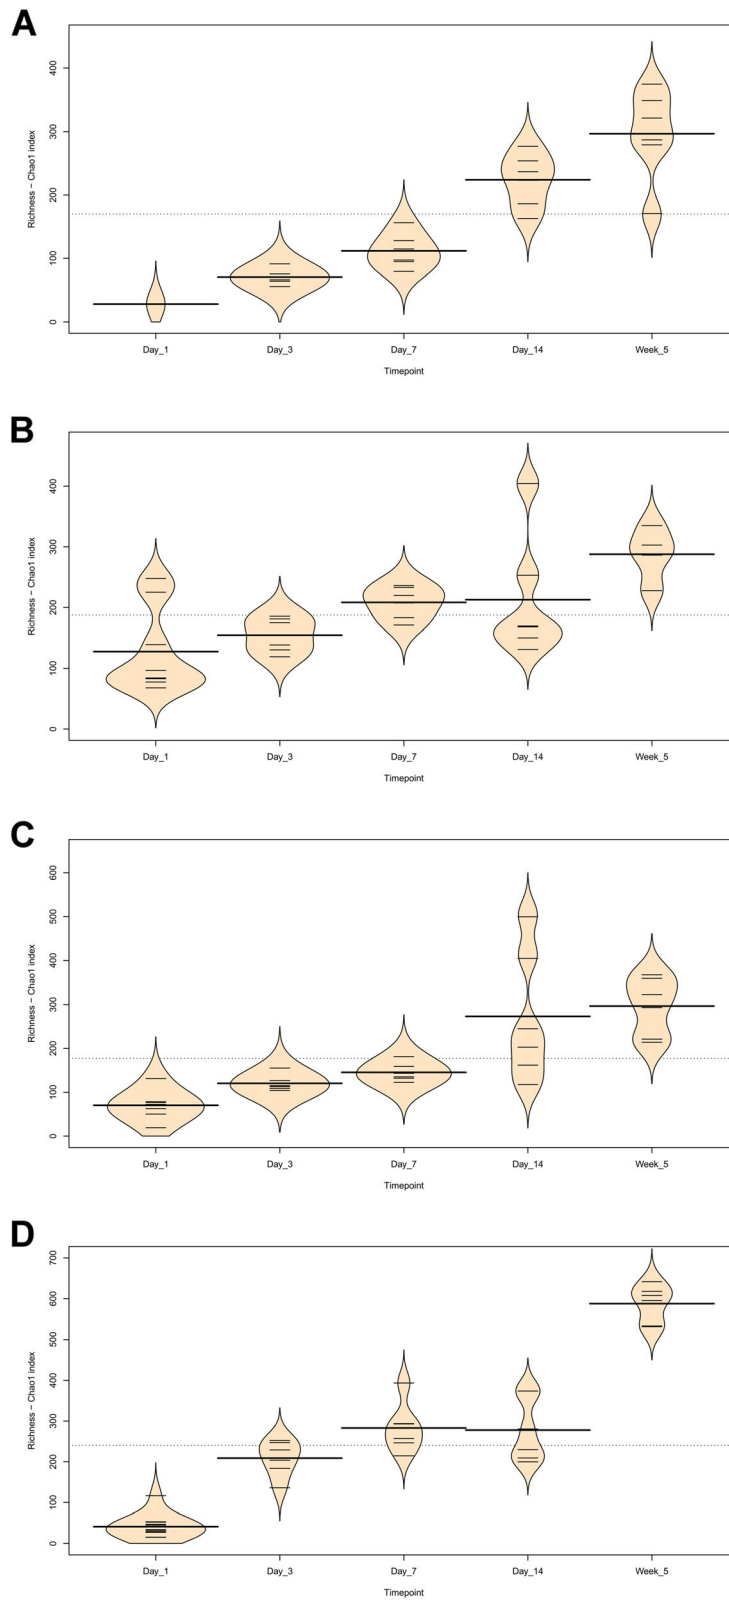 A
Richness − Chao1 index
400
300
200
100
0
Day_1 Day_3 Day_7 Day_14 Week_5
Timepoint
B
Richness − Chao1 index
400
300
200
100
0
Day_1 Day_3 Day_7 Day_14 Week_5
Timepoint
C
Richness − Chao1 index
600
500
400
300
200
100
0
Day_1 Day_3 Day_7 Day_14 Week_5
Timepoint
D
Richness − Chao1 index
700
600
500
400
300
200
100
0
Day_1 Day_3 Day_7 Day_14 Week_5
Timepoint